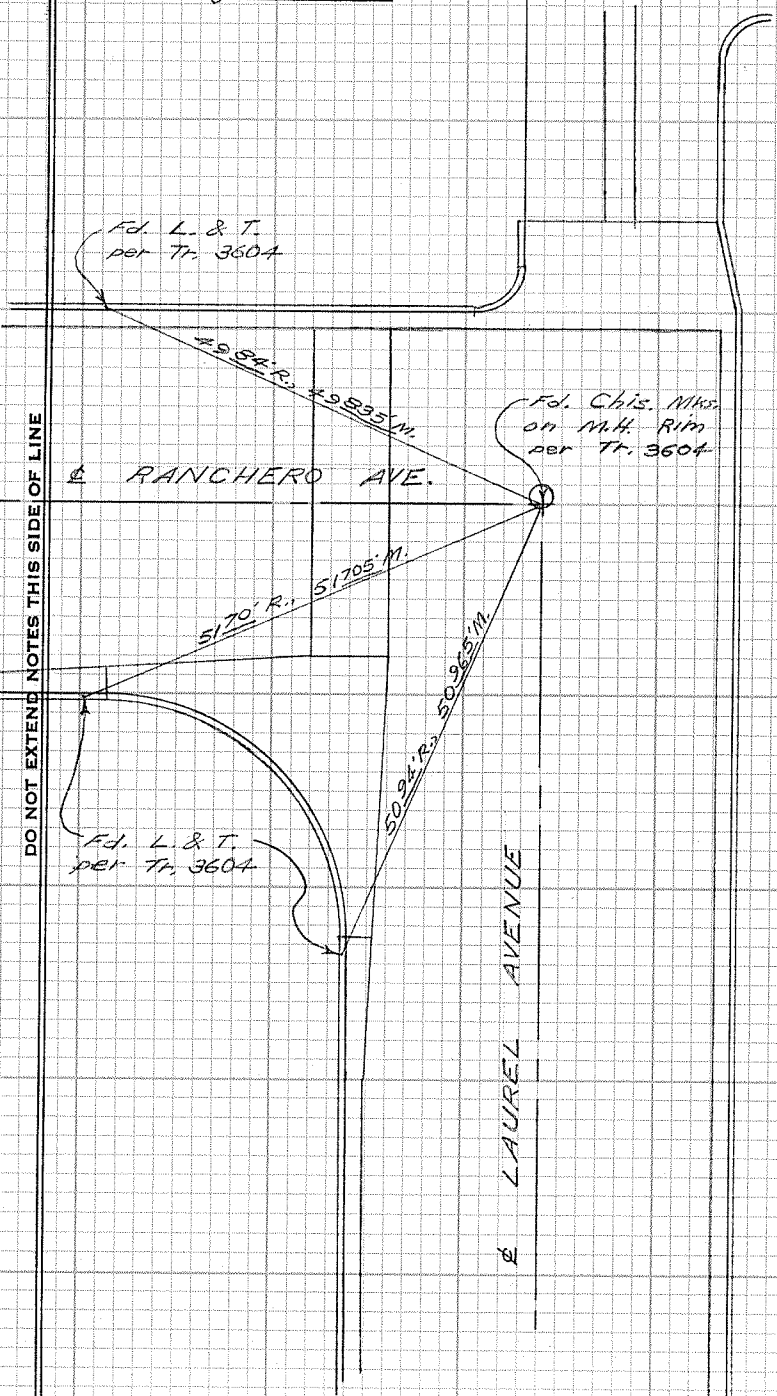 Fd. L. & T.
per Tr. 3604
49.84' R., 49.835' M.
Fd. Chis. Mks.
on M.H. Rim
per Tr. 3604
℄ RANCHERO AVE.
51.70' R., 51.705' M.
50.94' R., 50.965' M.
Fd. L. & T.
per Tr. 3604
℄ LAUREL AVENUE
DO NOT EXTEND NOTES THIS SIDE OF LINE